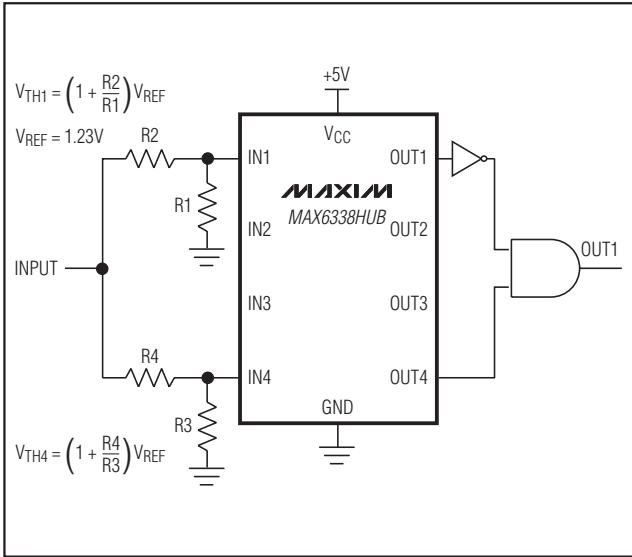 +5V
V_TH1 = (1 + R2/R1) V_REF
V_REF = 1.23V
R2
V_CC
IN1
OUT1
R1
MAXIM
MAX6338HUB
IN2
OUT2
OUT1
INPUT
IN3
OUT3
R4
IN4
OUT4
GND
R3
V_TH4 = (1 + R4/R3) V_REF